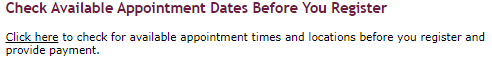 Check Available Appointment Dates Before You Register
Click here to check for available appointment times and locations before you register and
provide payment.